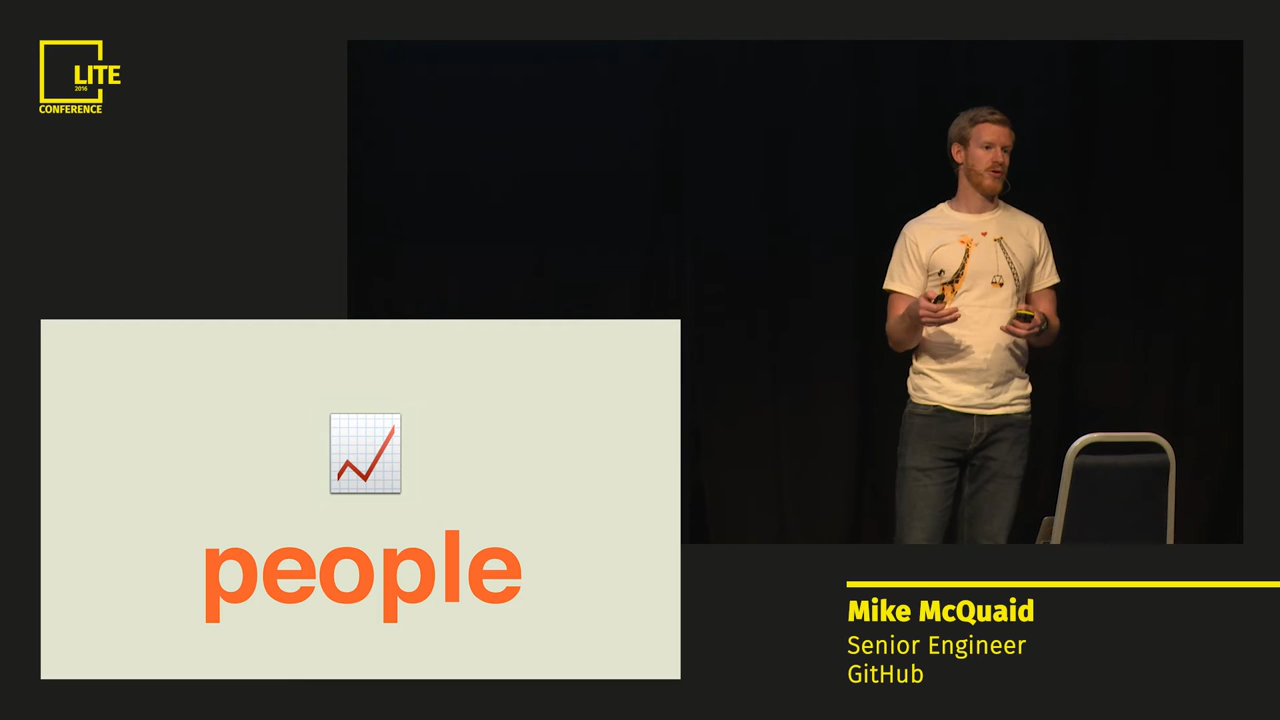 LITE
2016
CONFERENCE
people
Mike McQuaid
Senior Engineer
GitHub